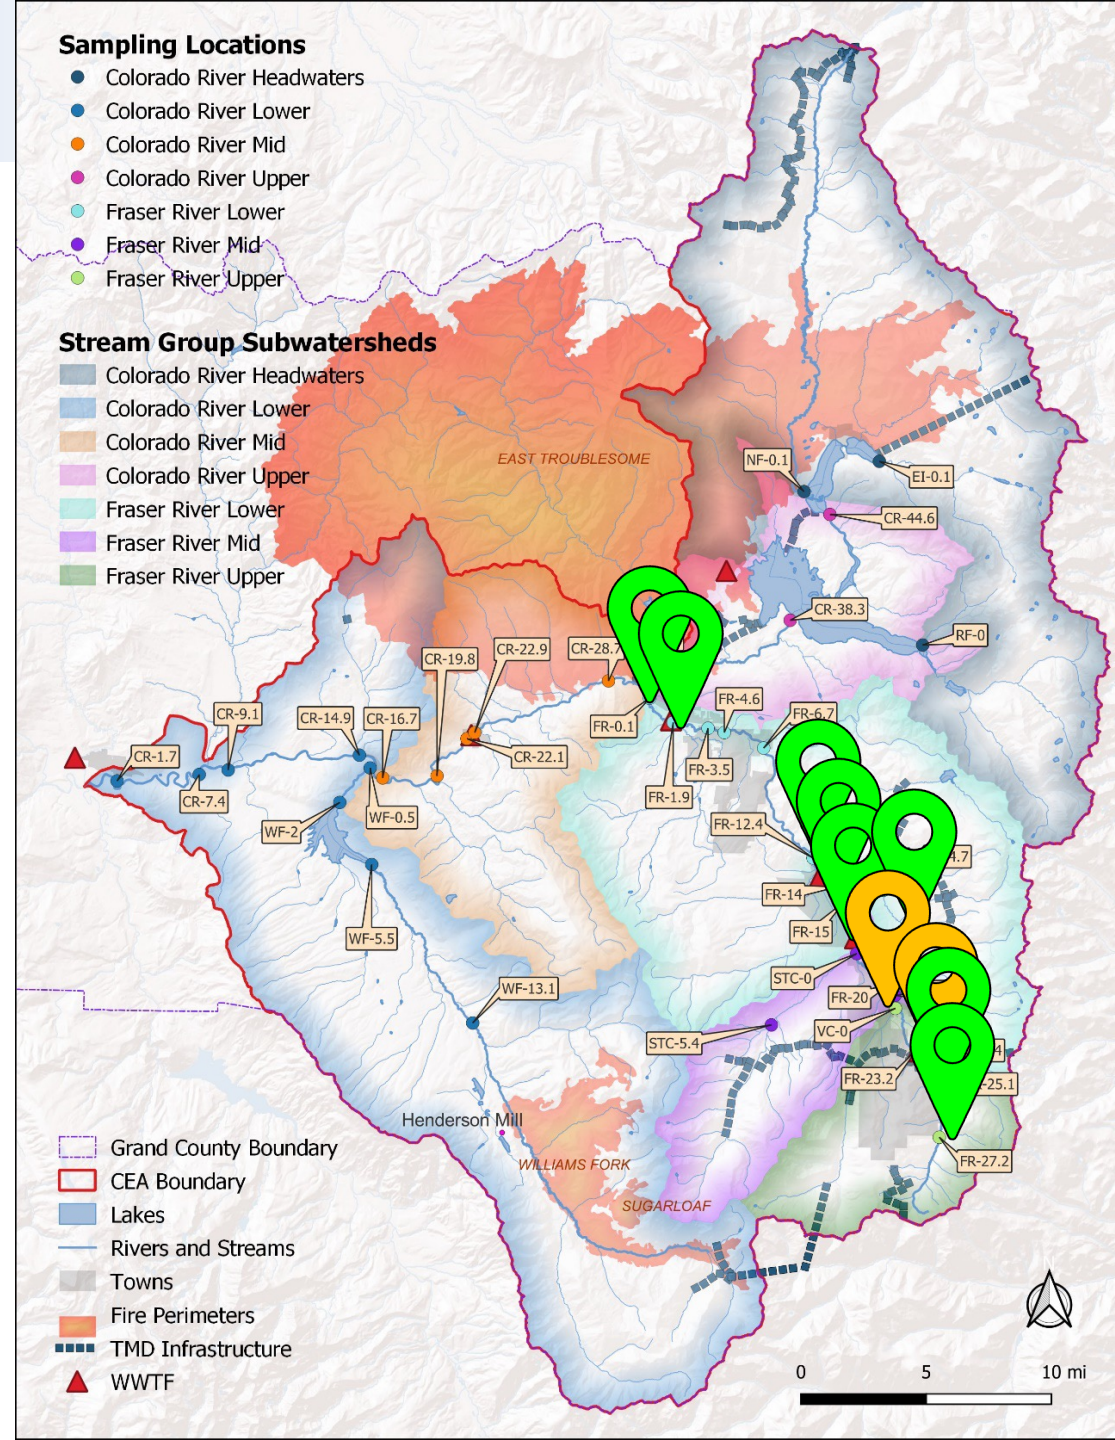 Sampling Locations
Colorado River Headwaters
Colorado River Lower
Colorado River Mid
Colorado River Upper
Fraser River Lower
Fraser River Mid
Fraser River Upper
Stream Group Subwatersheds
Colorado River Headwaters
Colorado River Lower
Colorado River Mid
Colorado River Upper
Fraser River Lower
Fraser River Mid
Fraser River Upper
EAST TROUBLESOME
NF-0.1
EI-0.1
CR-44.6
CR-38.3
RF-0
CR-28.7
CR-22.9
CR-19.8
FR-4.6
FR-6.7
FR-0.1
CR-9.1
CR-14.9
CR-16.7
CR-1.7
CR-22.1
FR-3.5
FR-1.9
CR-7.4
WF-0.5
WF-2
FR-12.4
4.7
FR-14
WF-5.5
FR-15
STC-0
WF-13.1
FR-20
VC-0
STC-5.4
4
FR-23.2
-25.1
Henderson Mill
FR-27.2
WILLIAMS FORK
SUGARLOAF
Grand County Boundary
CEA Boundary
Lakes
Rivers and Streams
Towns
Fire Perimeters
TMD Infrastructure
WWTF
0 5 10 mi